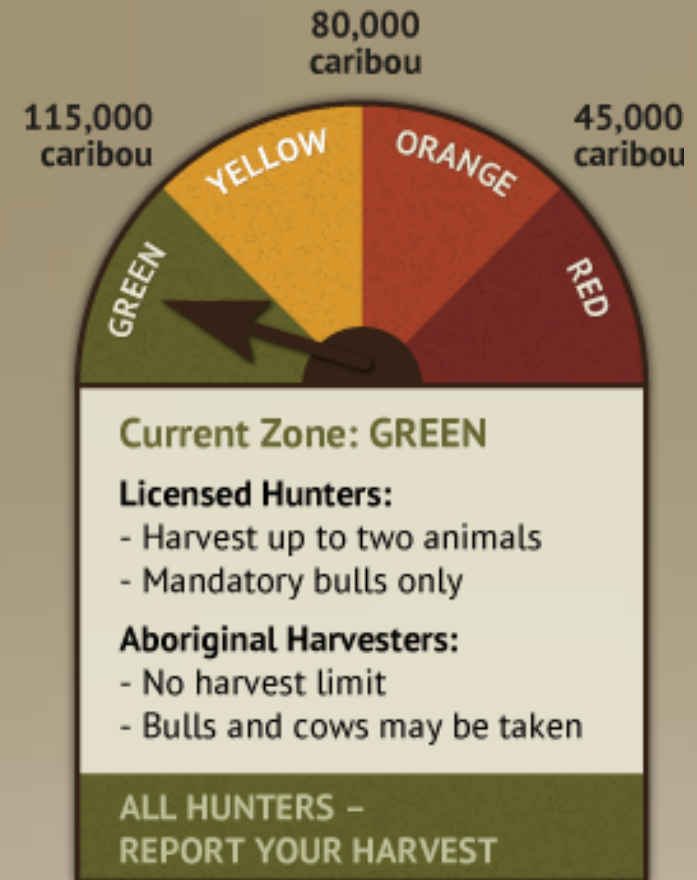 80,000
caribou
115,000
caribou
45,000
caribou
GREEN
YELLOW
ORANGE
RED
Current Zone: GREEN
Licensed Hunters:
- Harvest up to two animals
- Mandatory bulls only
Aboriginal Harvesters:
- No harvest limit
- Bulls and cows may be taken
ALL HUNTERS –
REPORT YOUR HARVEST